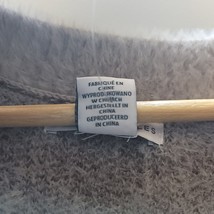 FABRIQUÉ EN
CHINE
WYPRODUKOWANO
W CHINACH
HERGESTELLT IN
CHINA
GEPRODUCEERD
IN CHINA